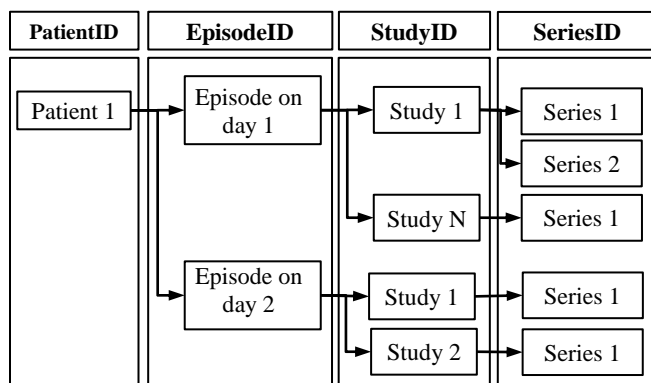 PatientID
EpisodeID
StudyID
SeriesID
Patient 1
Episode on
day 1
Study 1
Series 1
Series 2
Study N
Series 1
Episode on
day 2
Study 1
Series 1
Study 2
Series 1